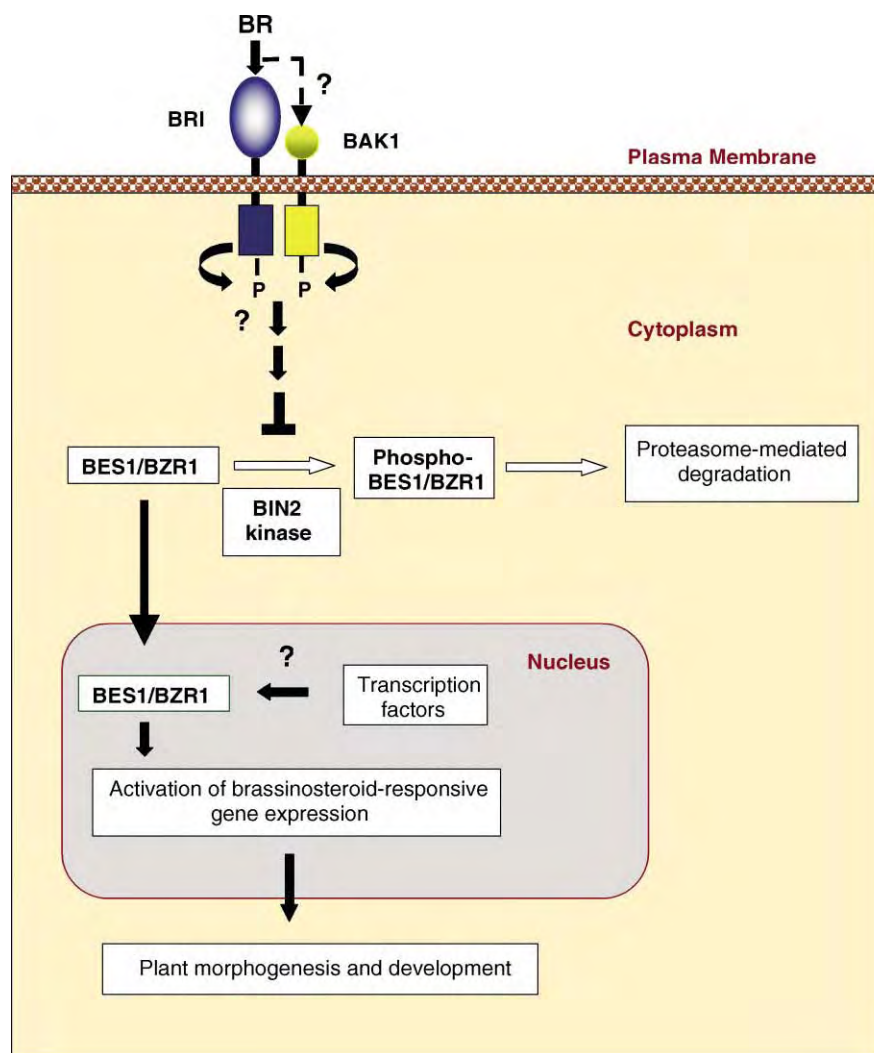 BR
?
BRI
BAK1
Plasma Membrane
P
P
?
Cytoplasm
BES1/BZR1
Phospho-
BES1/BZR1
Proteasome-mediated
degradation
BIN2
kinase
Nucleus
?
BES1/BZR1
Transcription
factors
Activation of brassinosteroid-responsive
gene expression
Plant morphogenesis and development